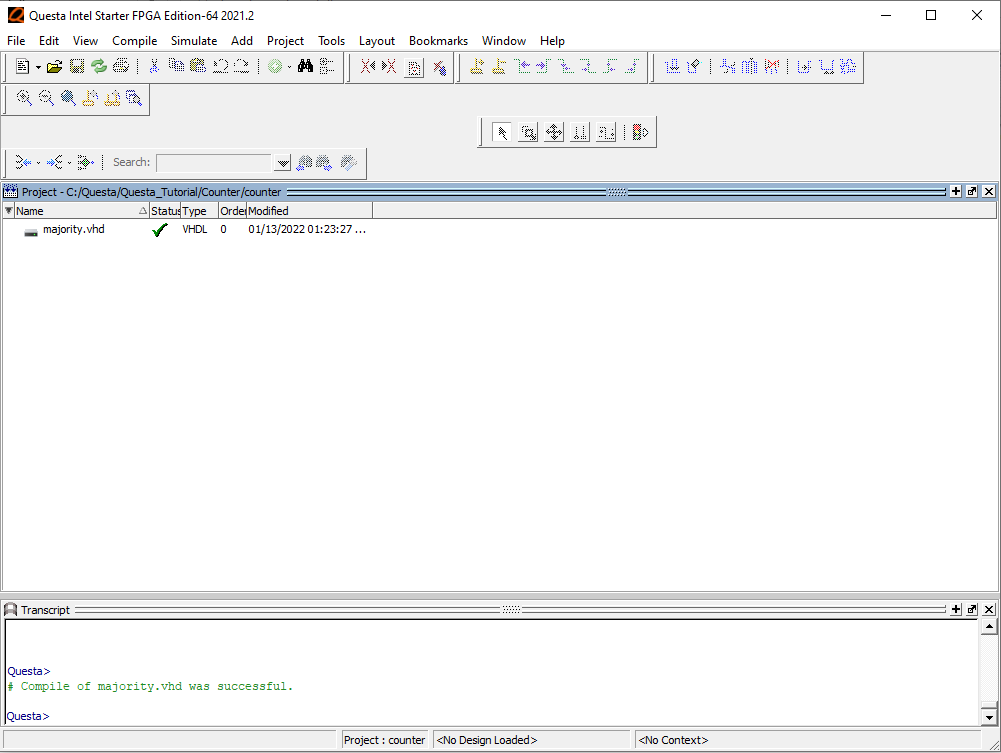 Questa Intel Starter FPGA Edition-64 2021.2
File Edit View Compile Simulate Add Project Tools Layout Bookmarks Window Help
Search:
Project - C:/Questa/Questa_Tutorial/Counter/counter
Name Status Type Order Modified
majority.vhd VHDL 0 01/13/2022 01:23:27 ...
Transcript
Questa>
# Compile of majority.vhd was successful.
Questa>
Project : counter <No Design Loaded> <No Context>